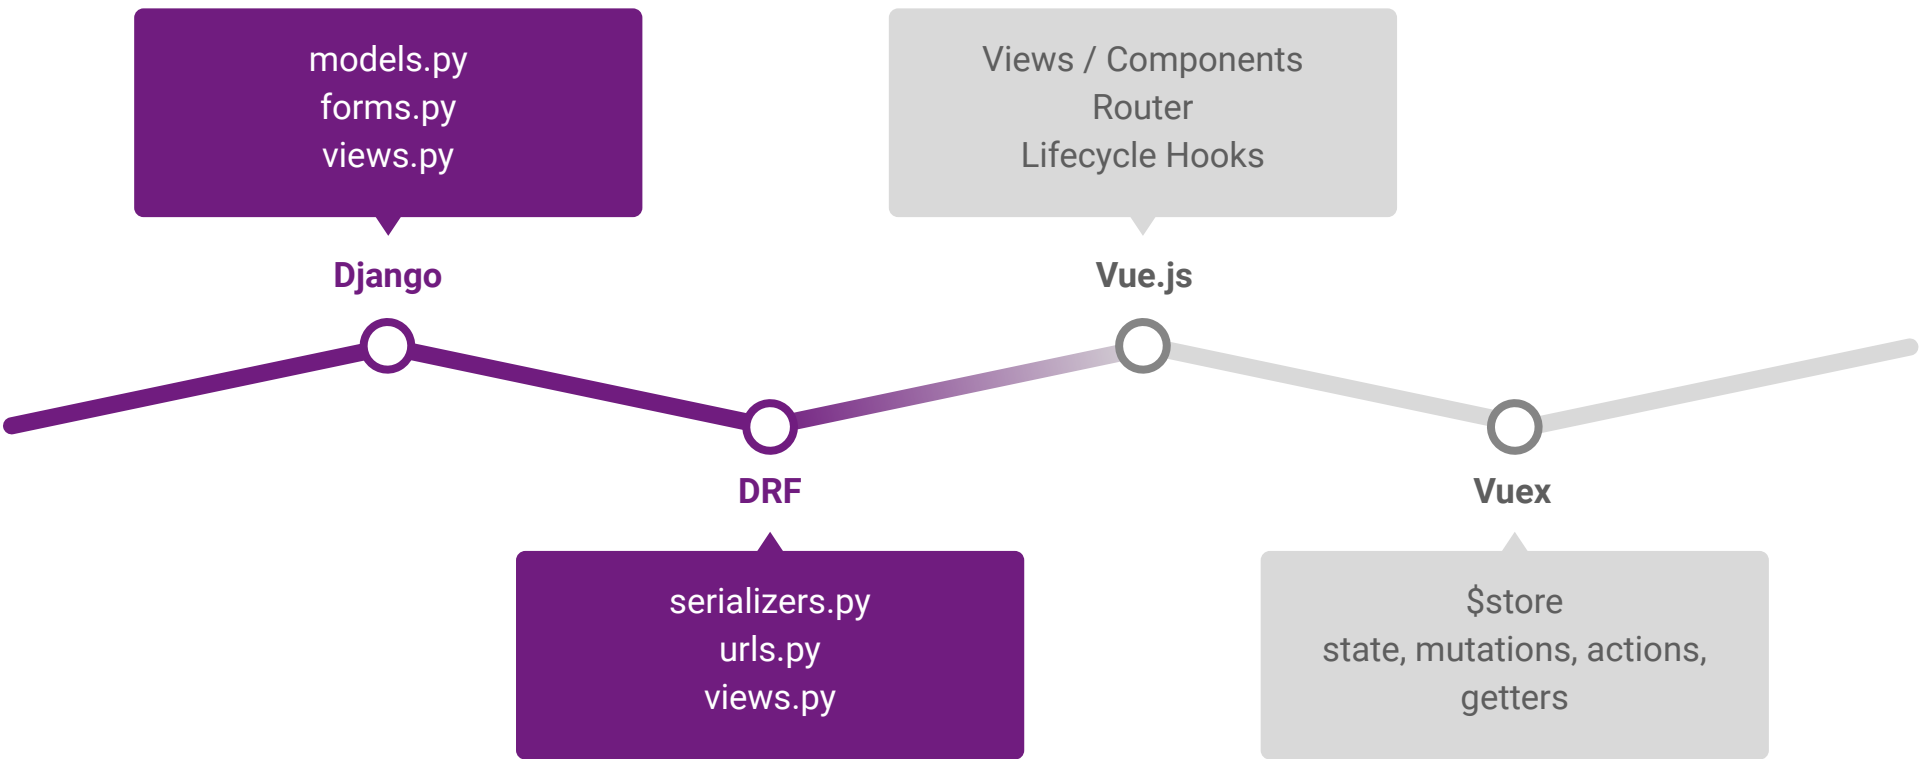 models.py
forms.py
views.py
Django
DRF
serializers.py
urls.py
views.py
Views / Components
Router
Lifecycle Hooks
Vue.js
Vuex
$store
state, mutations, actions,
getters